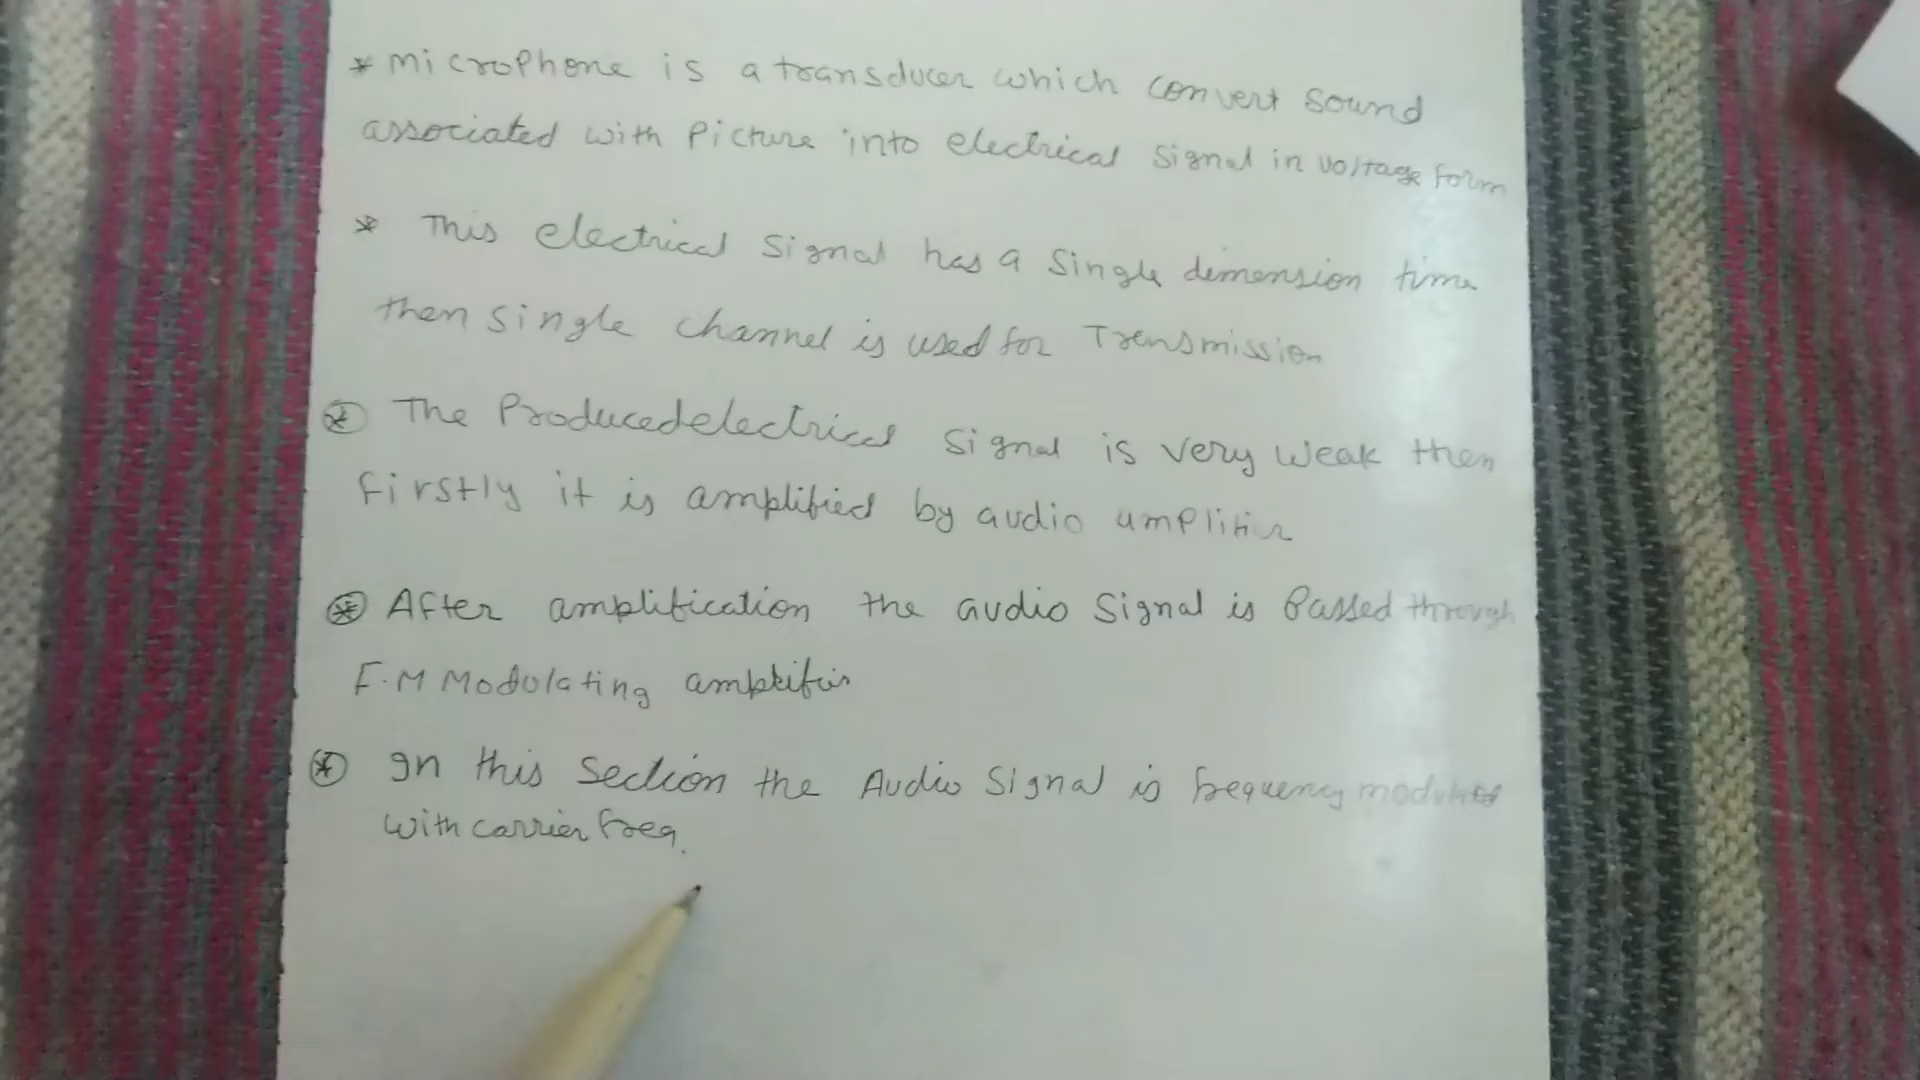 * Microphone is a transducer which convert sound
associated with Picture into electrical signal in voltage form
* This electrical signal has a single dimension time
then single channel is used for Transmission
* The Produced electrical signal is very weak then
firstly it is amplified by audio amplifier
* After amplification the audio signal is Passed through
F.M Modulating amplifier
* In this section the Audio Signal is frequency modulated
with carrier freq.